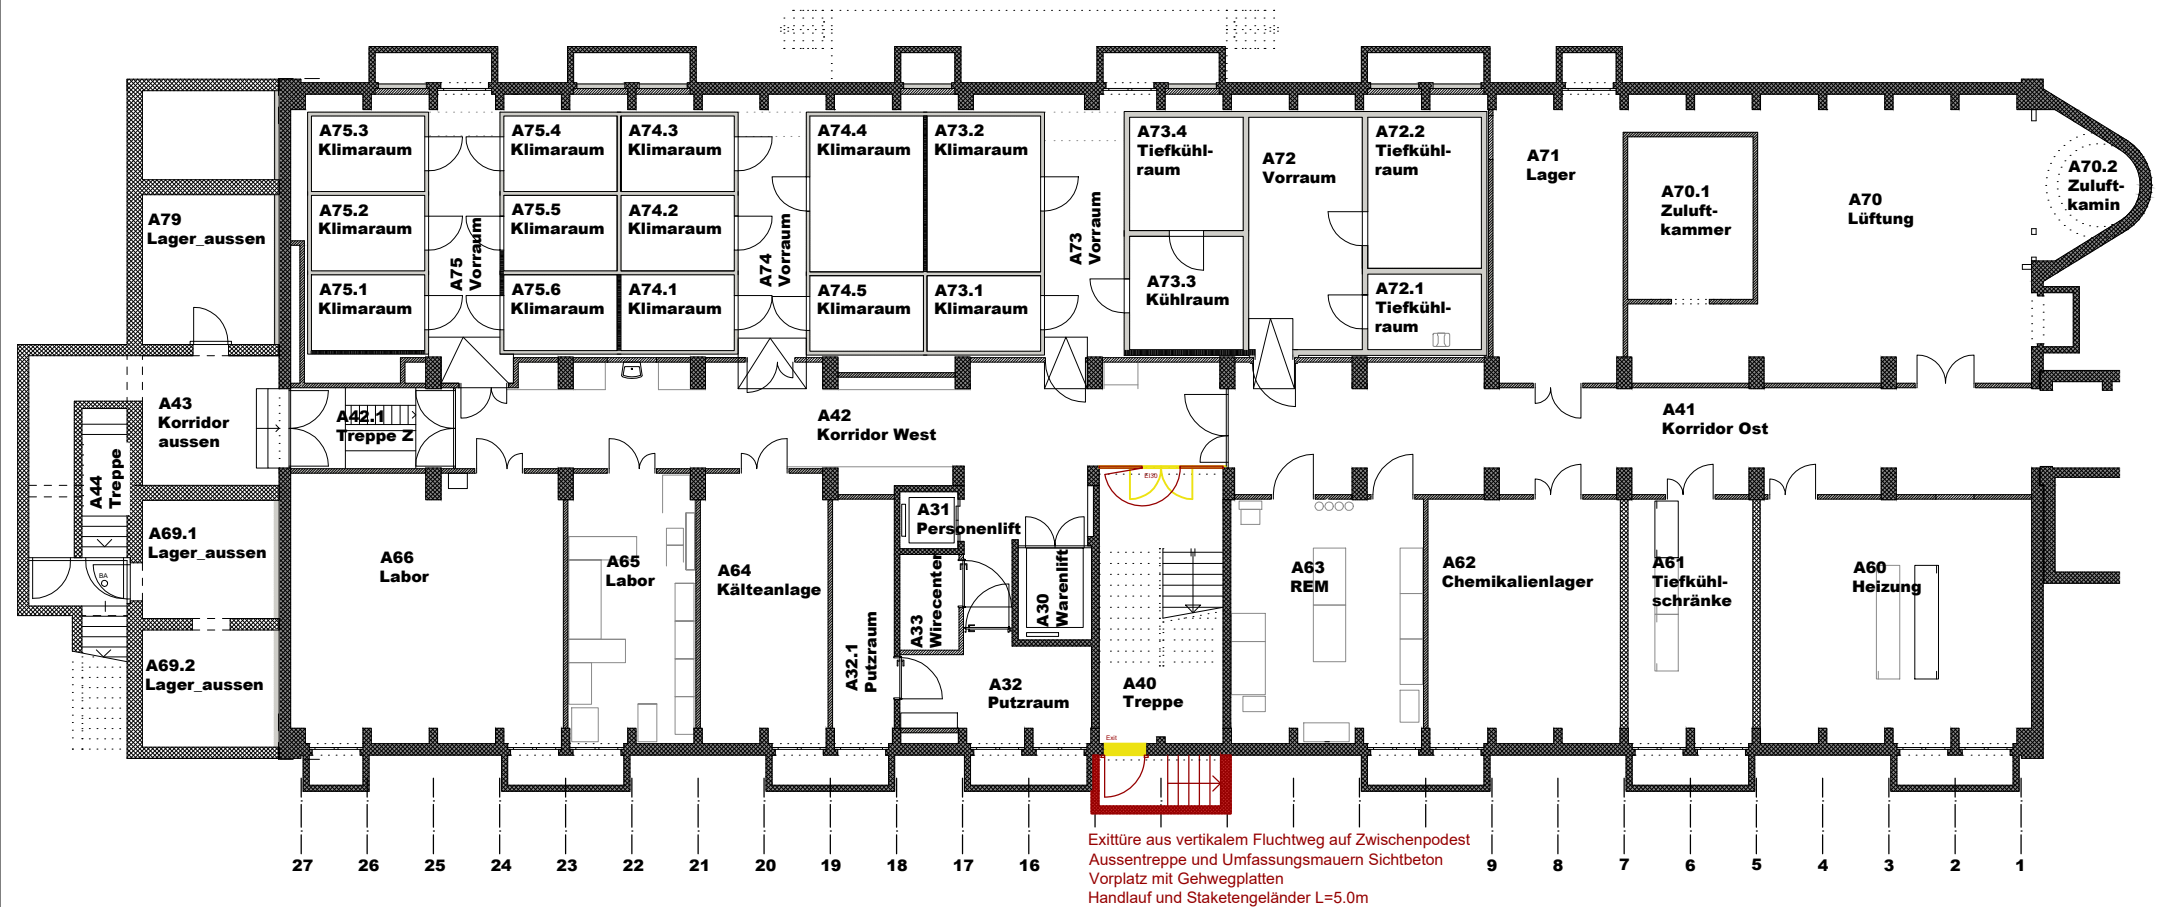 A75.3
Klimaraum
A75.4
Klimaraum
A74.3
Klimaraum
A74.4
Klimaraum
A73.2
Klimaraum
A73.4
Tiefkühl-
raum
A72
Vorraum
A72.2
Tiefkühl-
raum
A71
Lager
A70.1
Zuluft-
kammer
A70
Lüftung
A70.2
Zuluft-
kamin
A79
Lager_aussen
A75.2
Klimaraum
A75
Vorraum
A75.5
Klimaraum
A74.2
Klimaraum
A74
Vorraum
A73
Vorraum
A75.1
Klimaraum
A75.6
Klimaraum
A74.1
Klimaraum
A74.5
Klimaraum
A73.1
Klimaraum
A73.3
Kühlraum
A72.1
Tiefkühl-
raum
A43
Korridor
aussen
A42.1
Treppe Z
A42
Korridor West
A41
Korridor Ost
A44
Treppe
BA
A69.1
Lager_aussen
A69.2
Lager_aussen
A66
Labor
A65
Labor
A64
Kälteanlage
A32.1
Putzraum
A31
Personenlift
A33
Wirecenter
A30
Warenlift
A32
Putzraum
EI30
A40
Treppe
Exit
A63
REM
A62
Chemikalienlager
A61
Tiefkühl-
schränke
A60
Heizung
27 26 25 24 23 22 21 20 19 18 17 16 9 8 7 6 5 4 3 2 1
Exittüre aus vertikalem Fluchtweg auf Zwischenpodest
Aussentreppe und Umfassungsmauern Sichtbeton
Vorplatz mit Gehwegplatten
Handlauf und Staketengeländer L=5.0m